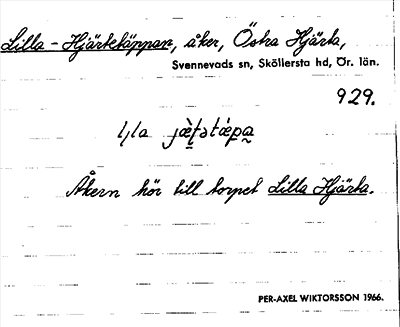 Lilla-Hjärtetäppan, åker, Östra Hjärta,
Svennevads sn, Sköllersta hd, Ör. län.
929.
Åkern hör till torpet Lilla Hjärta.
PER-AXEL WIKTORSSON 1966.